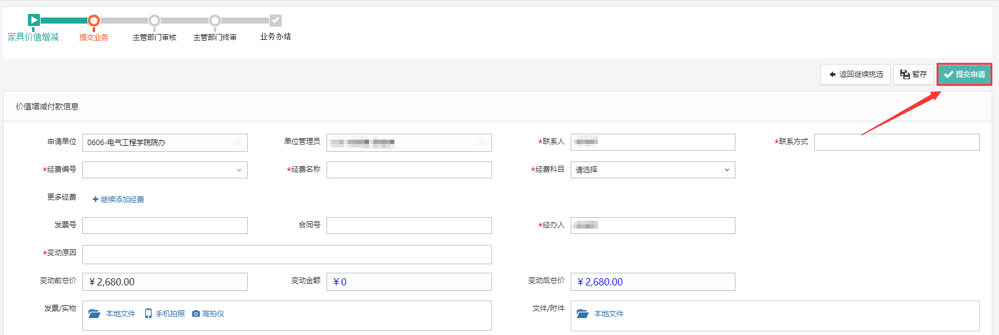 家具价值增减 提交业务 主管部门审核 主管部门终审 业务办结
返回继续挑选 暂存 提交申请
价值增减付款信息
申请单位 0606-电气工程学院院办 单位管理员 *联系人 *联系方式
*经费编号 *经费名称 *经费科目 请选择
更多经费 继续添加经费
发票号 合同号 *经办人
*变动原因
变动前总价 ¥2,680.00 变动金额 ¥0 变动后总价 ¥2,680.00
发票/实物 本地文件 手机拍照 高拍仪 文件/附件 本地文件